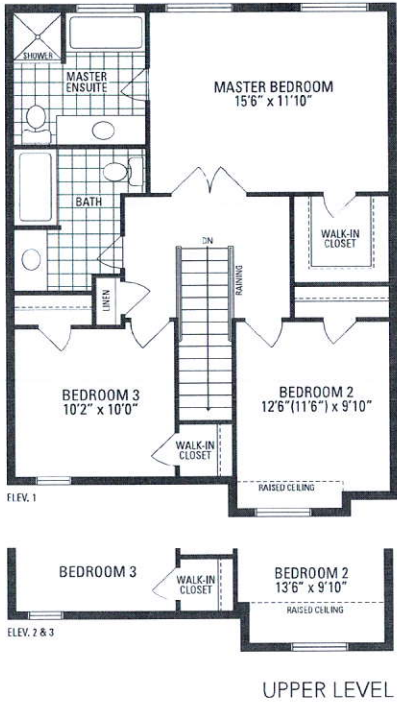 SHOWER
MASTER
ENSUITE
MASTER BEDROOM
15'6" x 11'10"
BATH
WALK-IN
CLOSET
DN
RAINING
LINEN
BEDROOM 3
10'2" x 10'0"
BEDROOM 2
12'6"(11'6") x 9'10"
WALK-IN
CLOSET
RAISED CEILING
ELEV. 1
BEDROOM 3
WALK-IN
CLOSET
BEDROOM 2
13'6" x 9'10"
RAISED CEILING
ELEV. 2 & 3
UPPER LEVEL